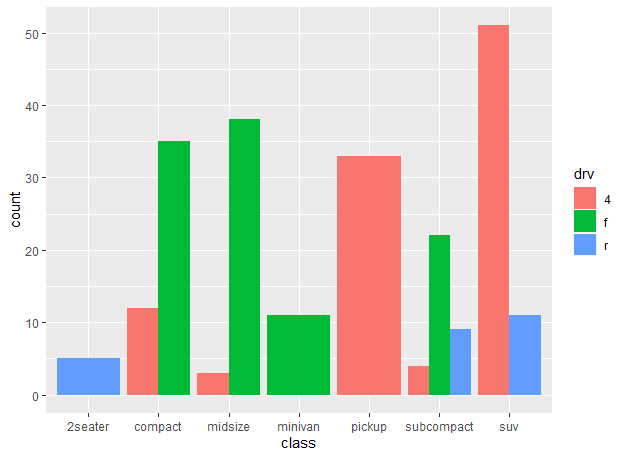 50
40
30
20
10
0
count
2seater compact midsize minivan pickup subcompact suv
class
drv
4
f
r